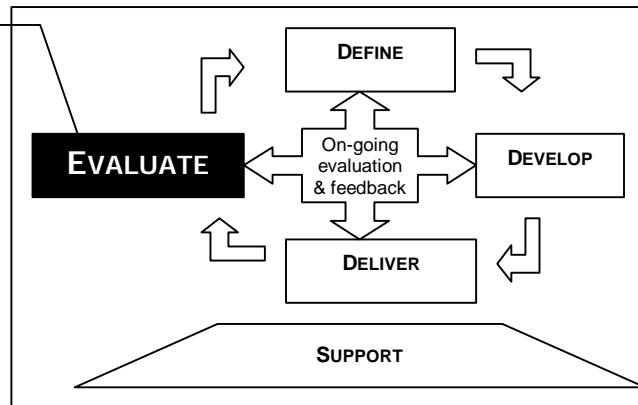 DEFINE
EVALUATE
On-going
evaluation
& feedback
DEVELOP
DELIVER
SUPPORT